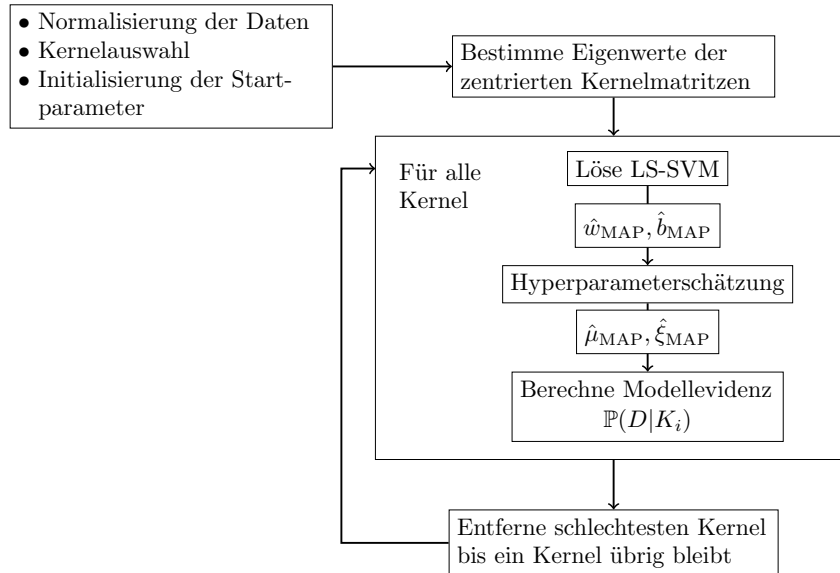 • Normalisierung der Daten
• Kernelauswahl
• Initialisierung der Start-
parameter
Bestimme Eigenwerte der
zentrierten Kernelmatritzen
Für alle
Kernel
Löse LS-SVM
ŵ_MAP, b̂_MAP
Hyperparameterschätzung
μ̂_MAP, ξ̂_MAP
Berechne Modellevidenz
ℙ(D|K_i)
Entferne schlechtesten Kernel
bis ein Kernel übrig bleibt